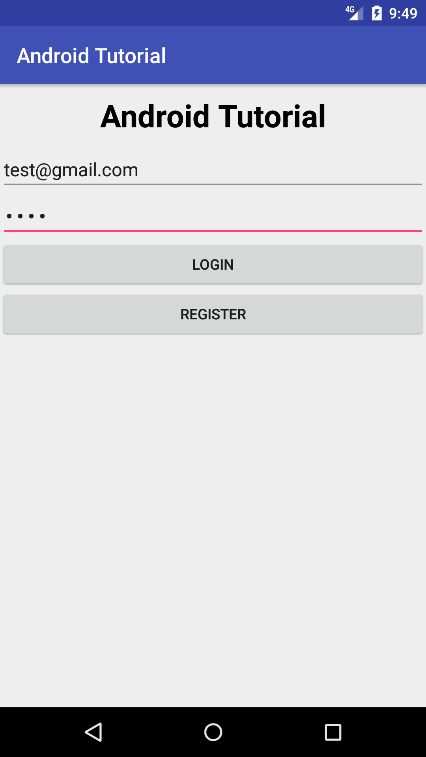 4G 9:49
Android Tutorial
Android Tutorial
test@gmail.com
••••
LOGIN
REGISTER